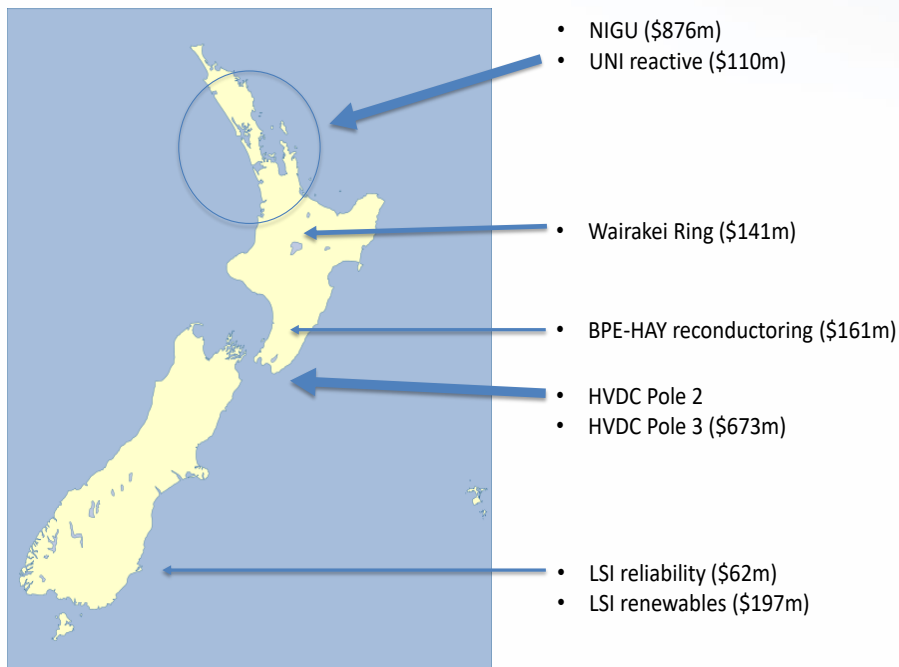 • NIGU ($876m)
• UNI reactive ($110m)
• Wairakei Ring ($141m)
• BPE-HAY reconductoring ($161m)
• HVDC Pole 2
• HVDC Pole 3 ($673m)
• LSI reliability ($62m)
• LSI renewables ($197m)